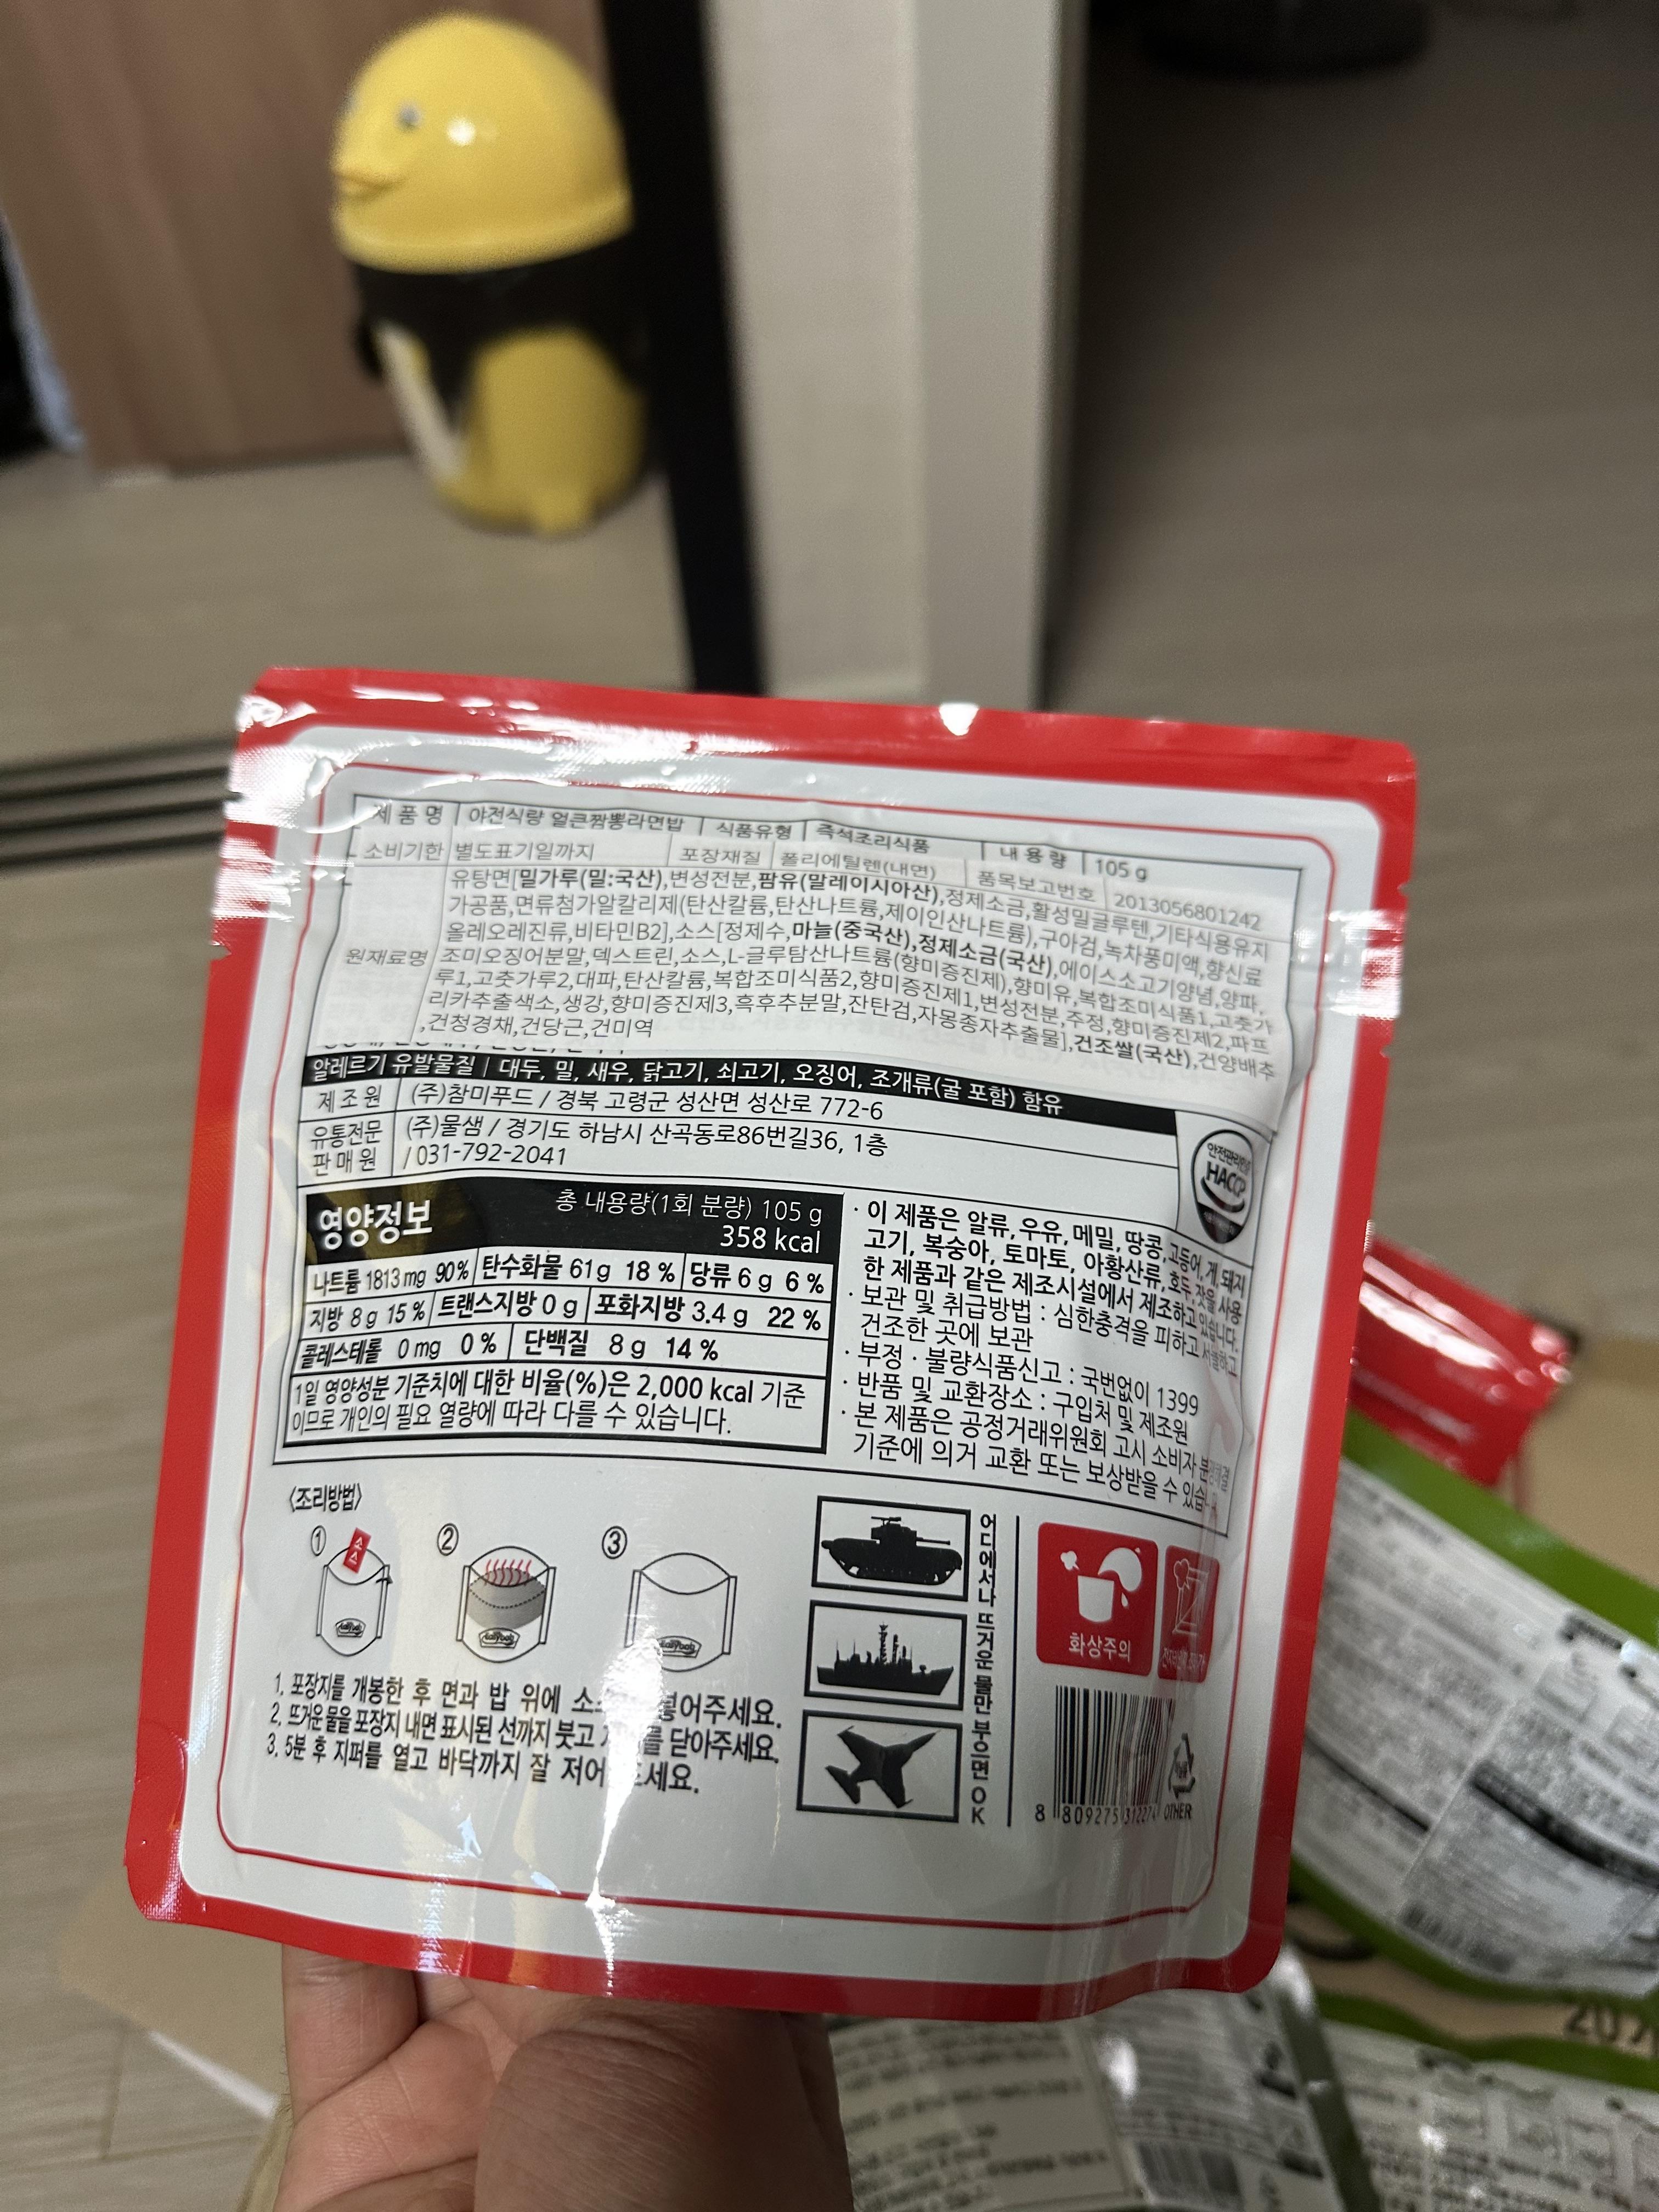 제품명 야전식량 얼큰짬뽕라면밥 식품유형 즉석조리식품 내용량 105 g
소비기한 별도표기일까지 포장재질 폴리에틸렌(내면) 품목보고번호 2013056801242
원재료명
유탕면[밀가루(밀:국산),변성전분,팜유(말레이시아산),정제소금,활성밀글루텐,기타식용유지
가공품,면류첨가알칼리제(탄산칼륨,탄산나트륨,제이인산나트륨),구아검,녹차풍미액,향신료
올레오레진류,비타민B2],소스[정제수,마늘(중국산),정제소금(국산),에이스소고기양념,양파,
조미오징어분말,덱스트린,소스,L-글루탐산나트륨(향미증진제),향미유,복합조미식품1,고춧가
루1,고춧가루2,대파,탄산칼륨,복합조미식품2,향미증진제1,변성전분,주정,향미증진제2,파프
리카추출색소,생강,향미증진제3,흑후추분말,잔탄검,자몽종자추출물],건조쌀(국산),건양배추
,건청경채,건당근,건미역
알레르기 유발물질 | 대두, 밀, 새우, 닭고기, 쇠고기, 오징어, 조개류(굴 포함) 함유
제조원 (주)참미푸드 / 경북 고령군 성산면 성산로 772-6
유통전문판매원 (주)물샘 / 경기도 하남시 산곡동로86번길36, 1층
/ 031-792-2041
안전관리인증
HACCP
영양정보 총 내용량(1회 분량) 105 g
358 kcal
나트륨 1813 mg 90% 탄수화물 61 g 18 % 당류 6 g 6 %
지방 8 g 15 % 트랜스지방 0 g 포화지방 3.4 g 22 %
콜레스테롤 0 mg 0 % 단백질 8 g 14 %
1일 영양성분 기준치에 대한 비율(%)은 2,000 kcal 기준
이므로 개인의 필요 열량에 따라 다를 수 있습니다.
· 이 제품은 알류, 우유, 메밀, 땅콩, 고등어, 게, 돼지
고기, 복숭아, 토마토, 아황산류, 호두, 잣을 사용
한 제품과 같은 제조시설에서 제조하고 있습니다.
· 보관 및 취급방법 : 심한충격을 피하고 서늘하고
건조한 곳에 보관
· 부정 · 불량식품신고 : 국번없이 1399
· 반품 및 교환장소 : 구입처 및 제조원
· 본 제품은 공정거래위원회 고시 소비자 분쟁해결
기준에 의거 교환 또는 보상받을 수 있습
<조리방법>
① ② ③
소스
1. 포장지를 개봉한 후 면과 밥 위에 붙어주세요.
2. 뜨거운 물을 포장지 내면 표시된 선까지 붓고 닫아주세요.
3. 5분 후 지퍼를 열고 바닥까지 잘
어디에서나 뜨거운 물만 부으면 OK
화상주의
8 809275 312274
OTHER